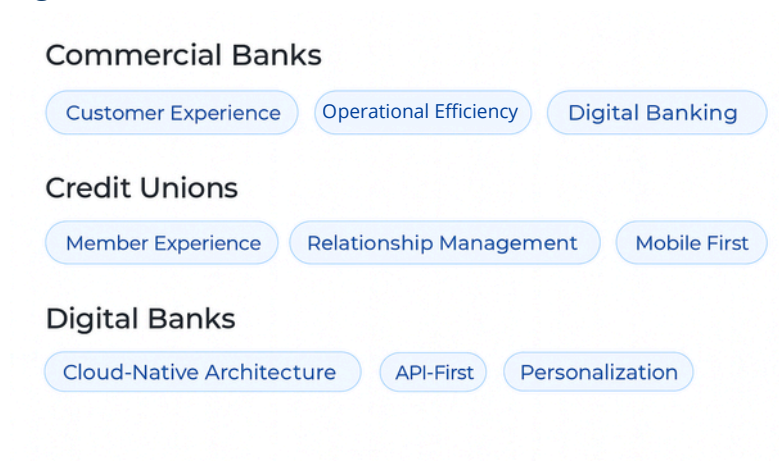 Commercial Banks
Customer Experience Operational Efficiency Digital Banking
Credit Unions
Member Experience Relationship Management Mobile First
Digital Banks
Cloud-Native Architecture API-First Personalization